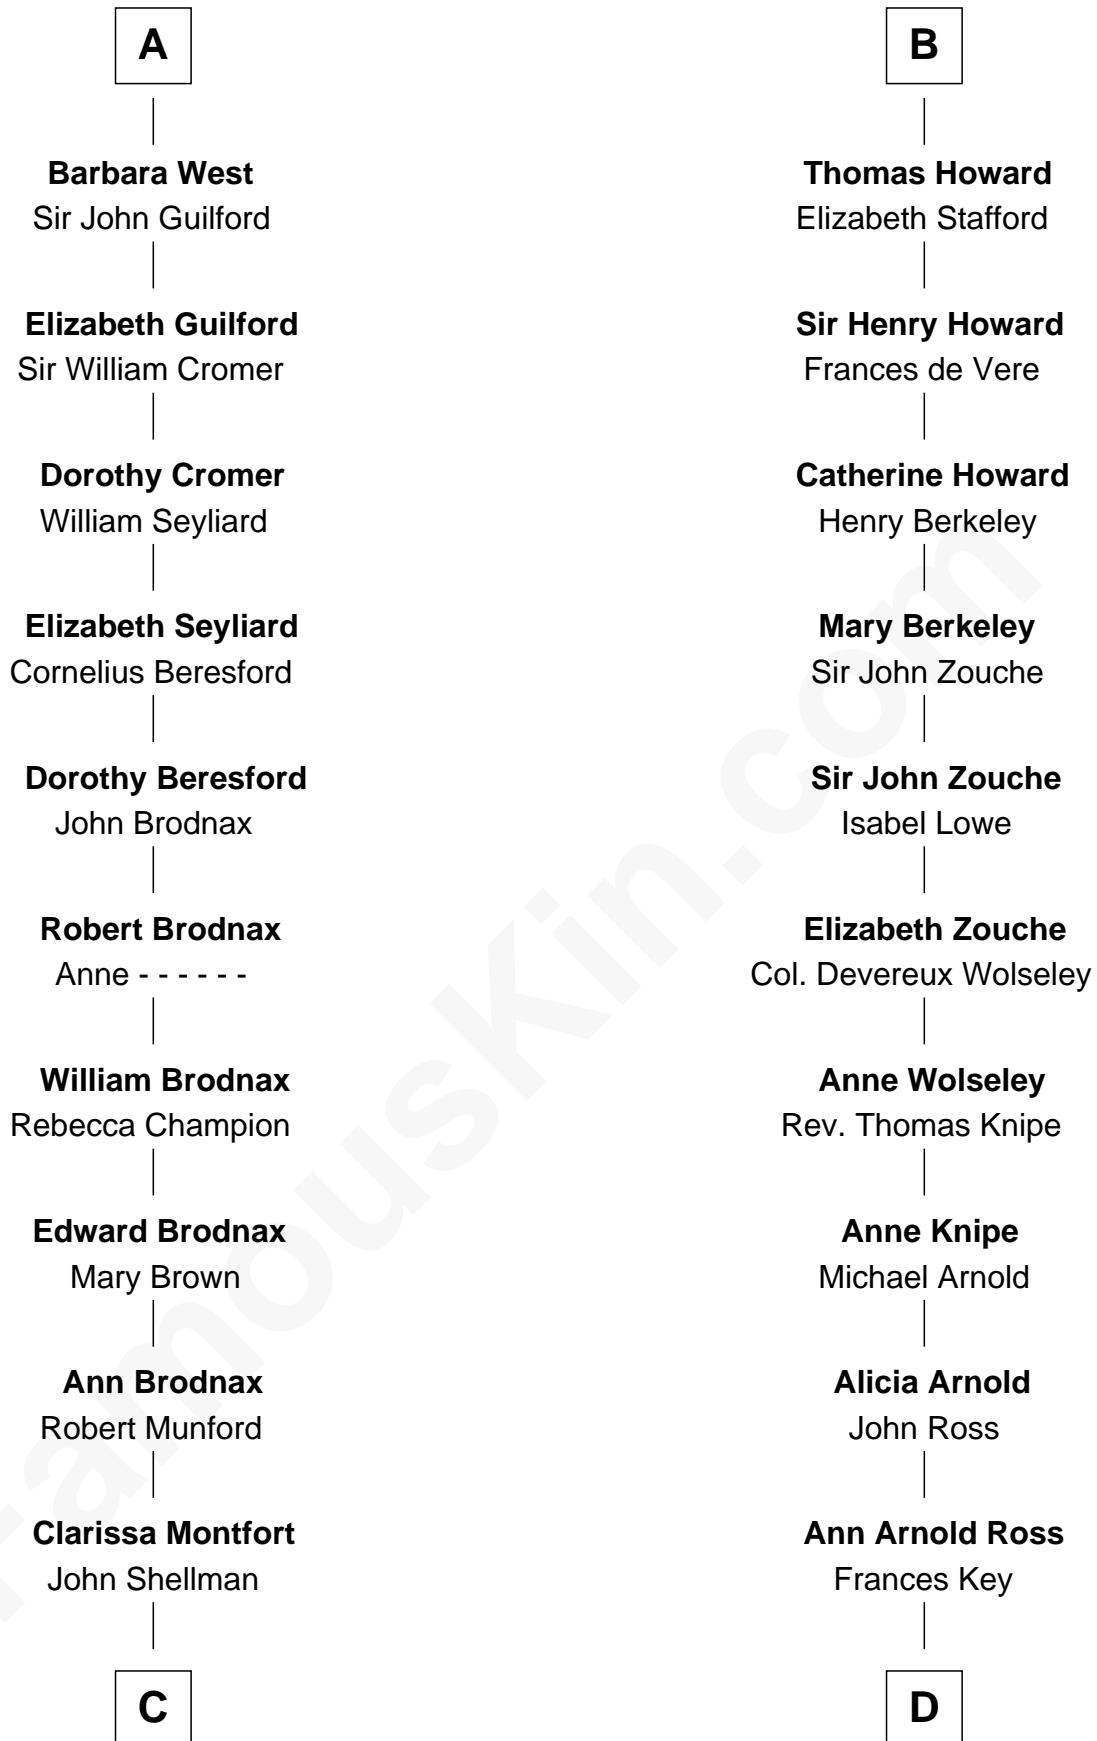 A
Barbara West
Sir John Guilford
Elizabeth Guilford
Sir William Cromer
Dorothy Cromer
William Seyliard
Elizabeth Seyliard
Cornelius Beresford
Dorothy Beresford
John Brodnax
Robert Brodnax
Anne - - - - - -
William Brodnax
Rebecca Champion
Edward Brodnax
Mary Brown
Ann Brodnax
Robert Munford
Clarissa Montfort
John Shellman
C
B
Thomas Howard
Elizabeth Stafford
Sir Henry Howard
Frances de Vere
Catherine Howard
Henry Berkeley
Mary Berkeley
Sir John Zouche
Sir John Zouche
Isabel Lowe
Elizabeth Zouche
Col. Devereux Wolseley
Anne Wolseley
Rev. Thomas Knipe
Anne Knipe
Michael Arnold
Alicia Arnold
John Ross
Ann Arnold Ross
Frances Key
D
FamousKin.com